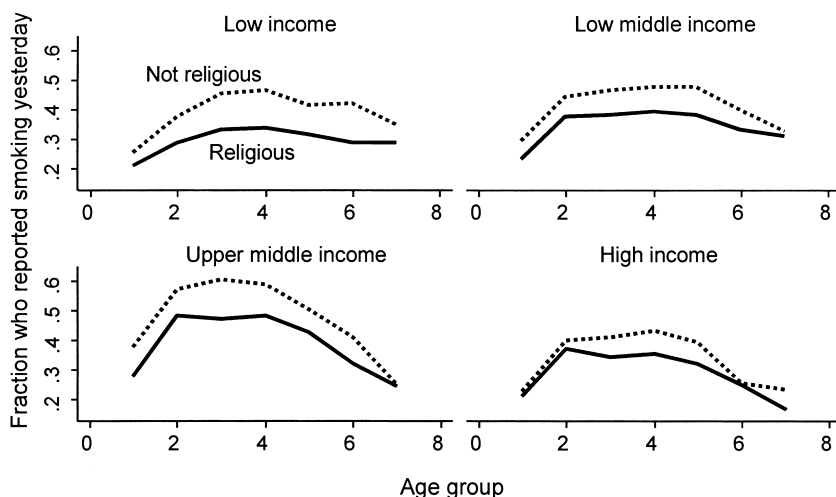 Fraction who reported smoking yesterday
Low income
Low middle income
.6
.5
.4
.3
.2
Not religious
Religious
0 2 4 6 8
0 2 4 6 8
Upper middle income
High income
.6
.5
.4
.3
.2
0 2 4 6 8
0 2 4 6 8
Age group